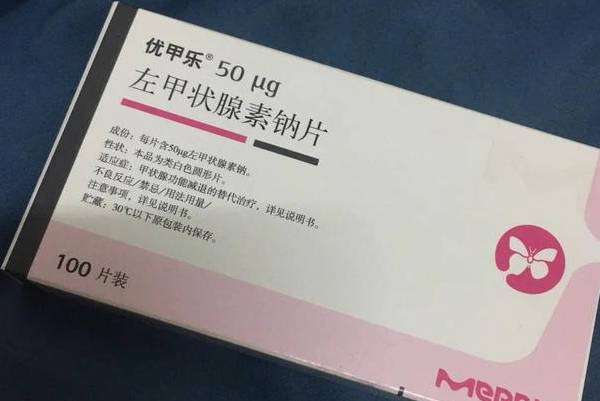 优甲乐® 50 μg
左甲状腺素钠片
成份：每片含50μg左甲状腺素钠。
性状：本品为类白色圆形片。
适应症：甲状腺功能减退的替代治疗，详见说明书。
不良反应/禁忌/用法用量/
注意事项，详见说明书。
贮藏：30℃以下原包装内保存。
100 片装